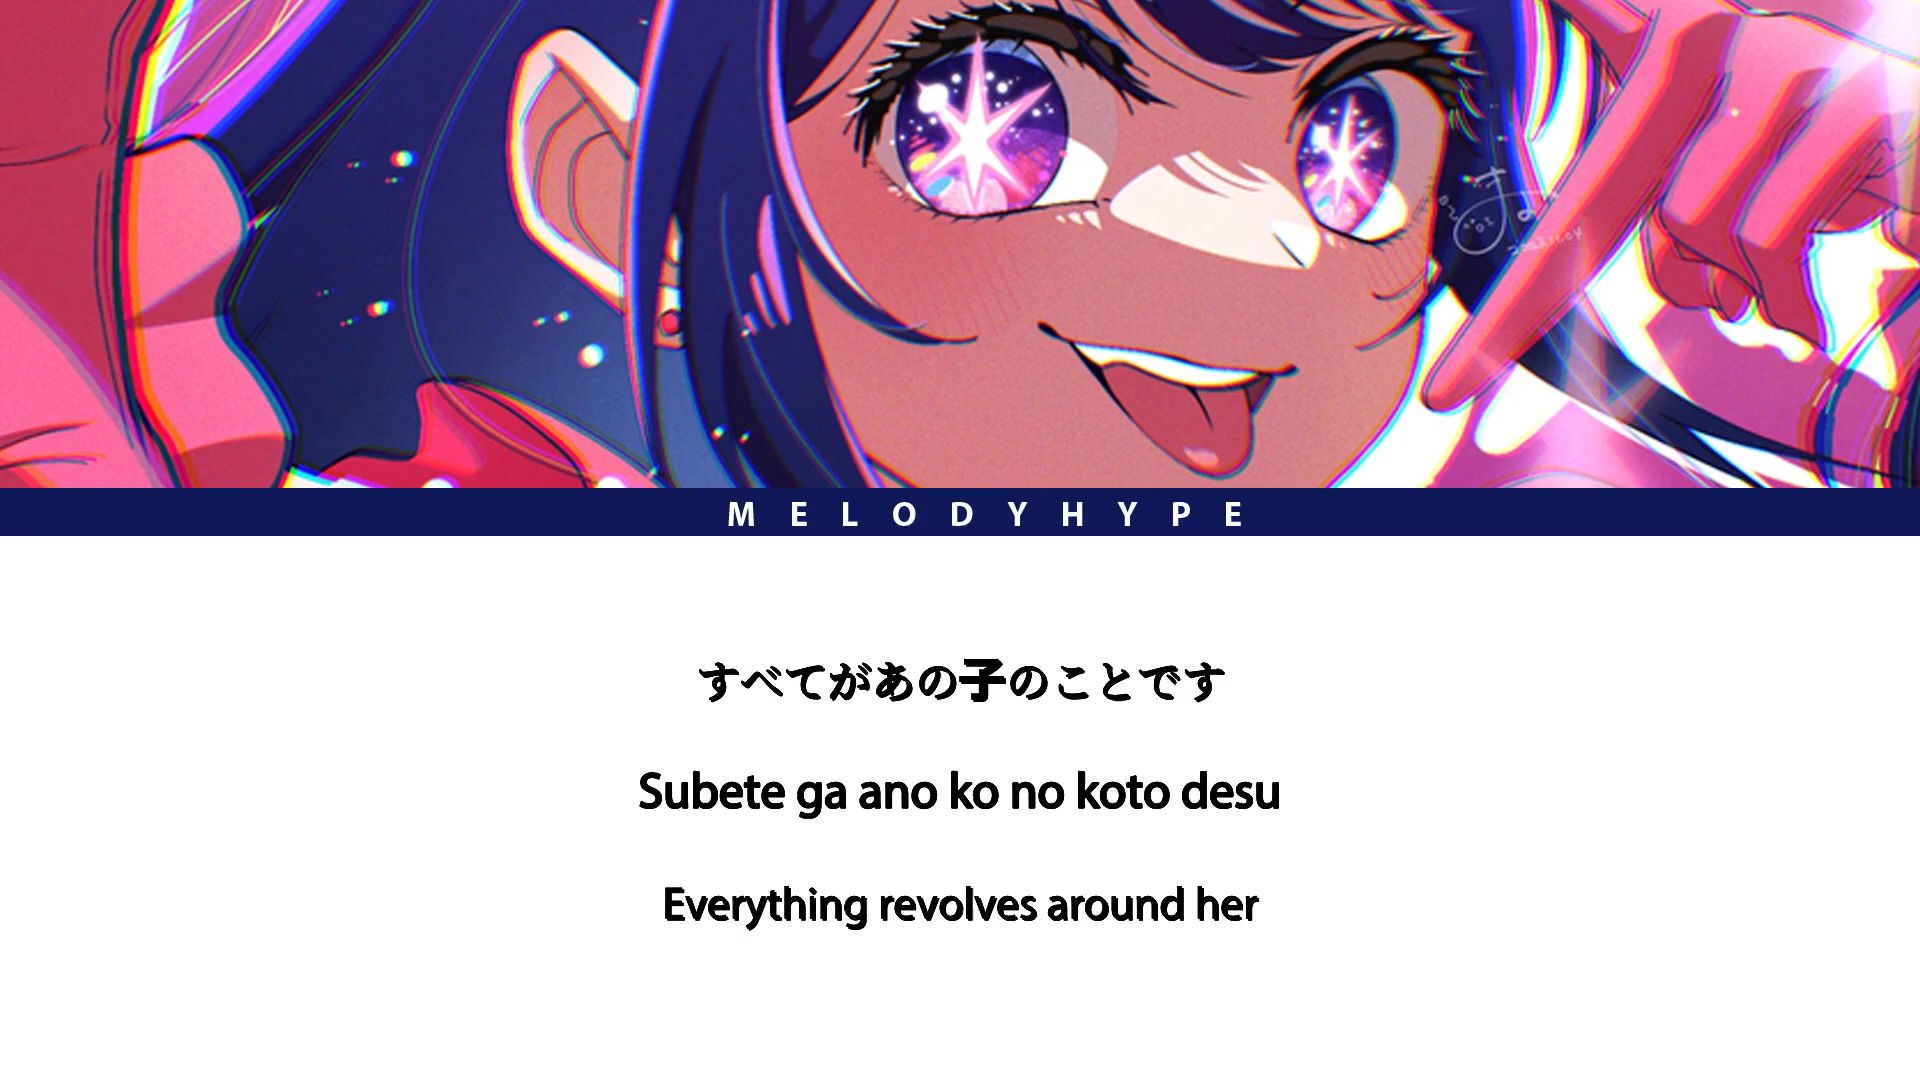 MELODYHYPE
すべてがあの子のことです
Subete ga ano ko no koto desu
Everything revolves around her